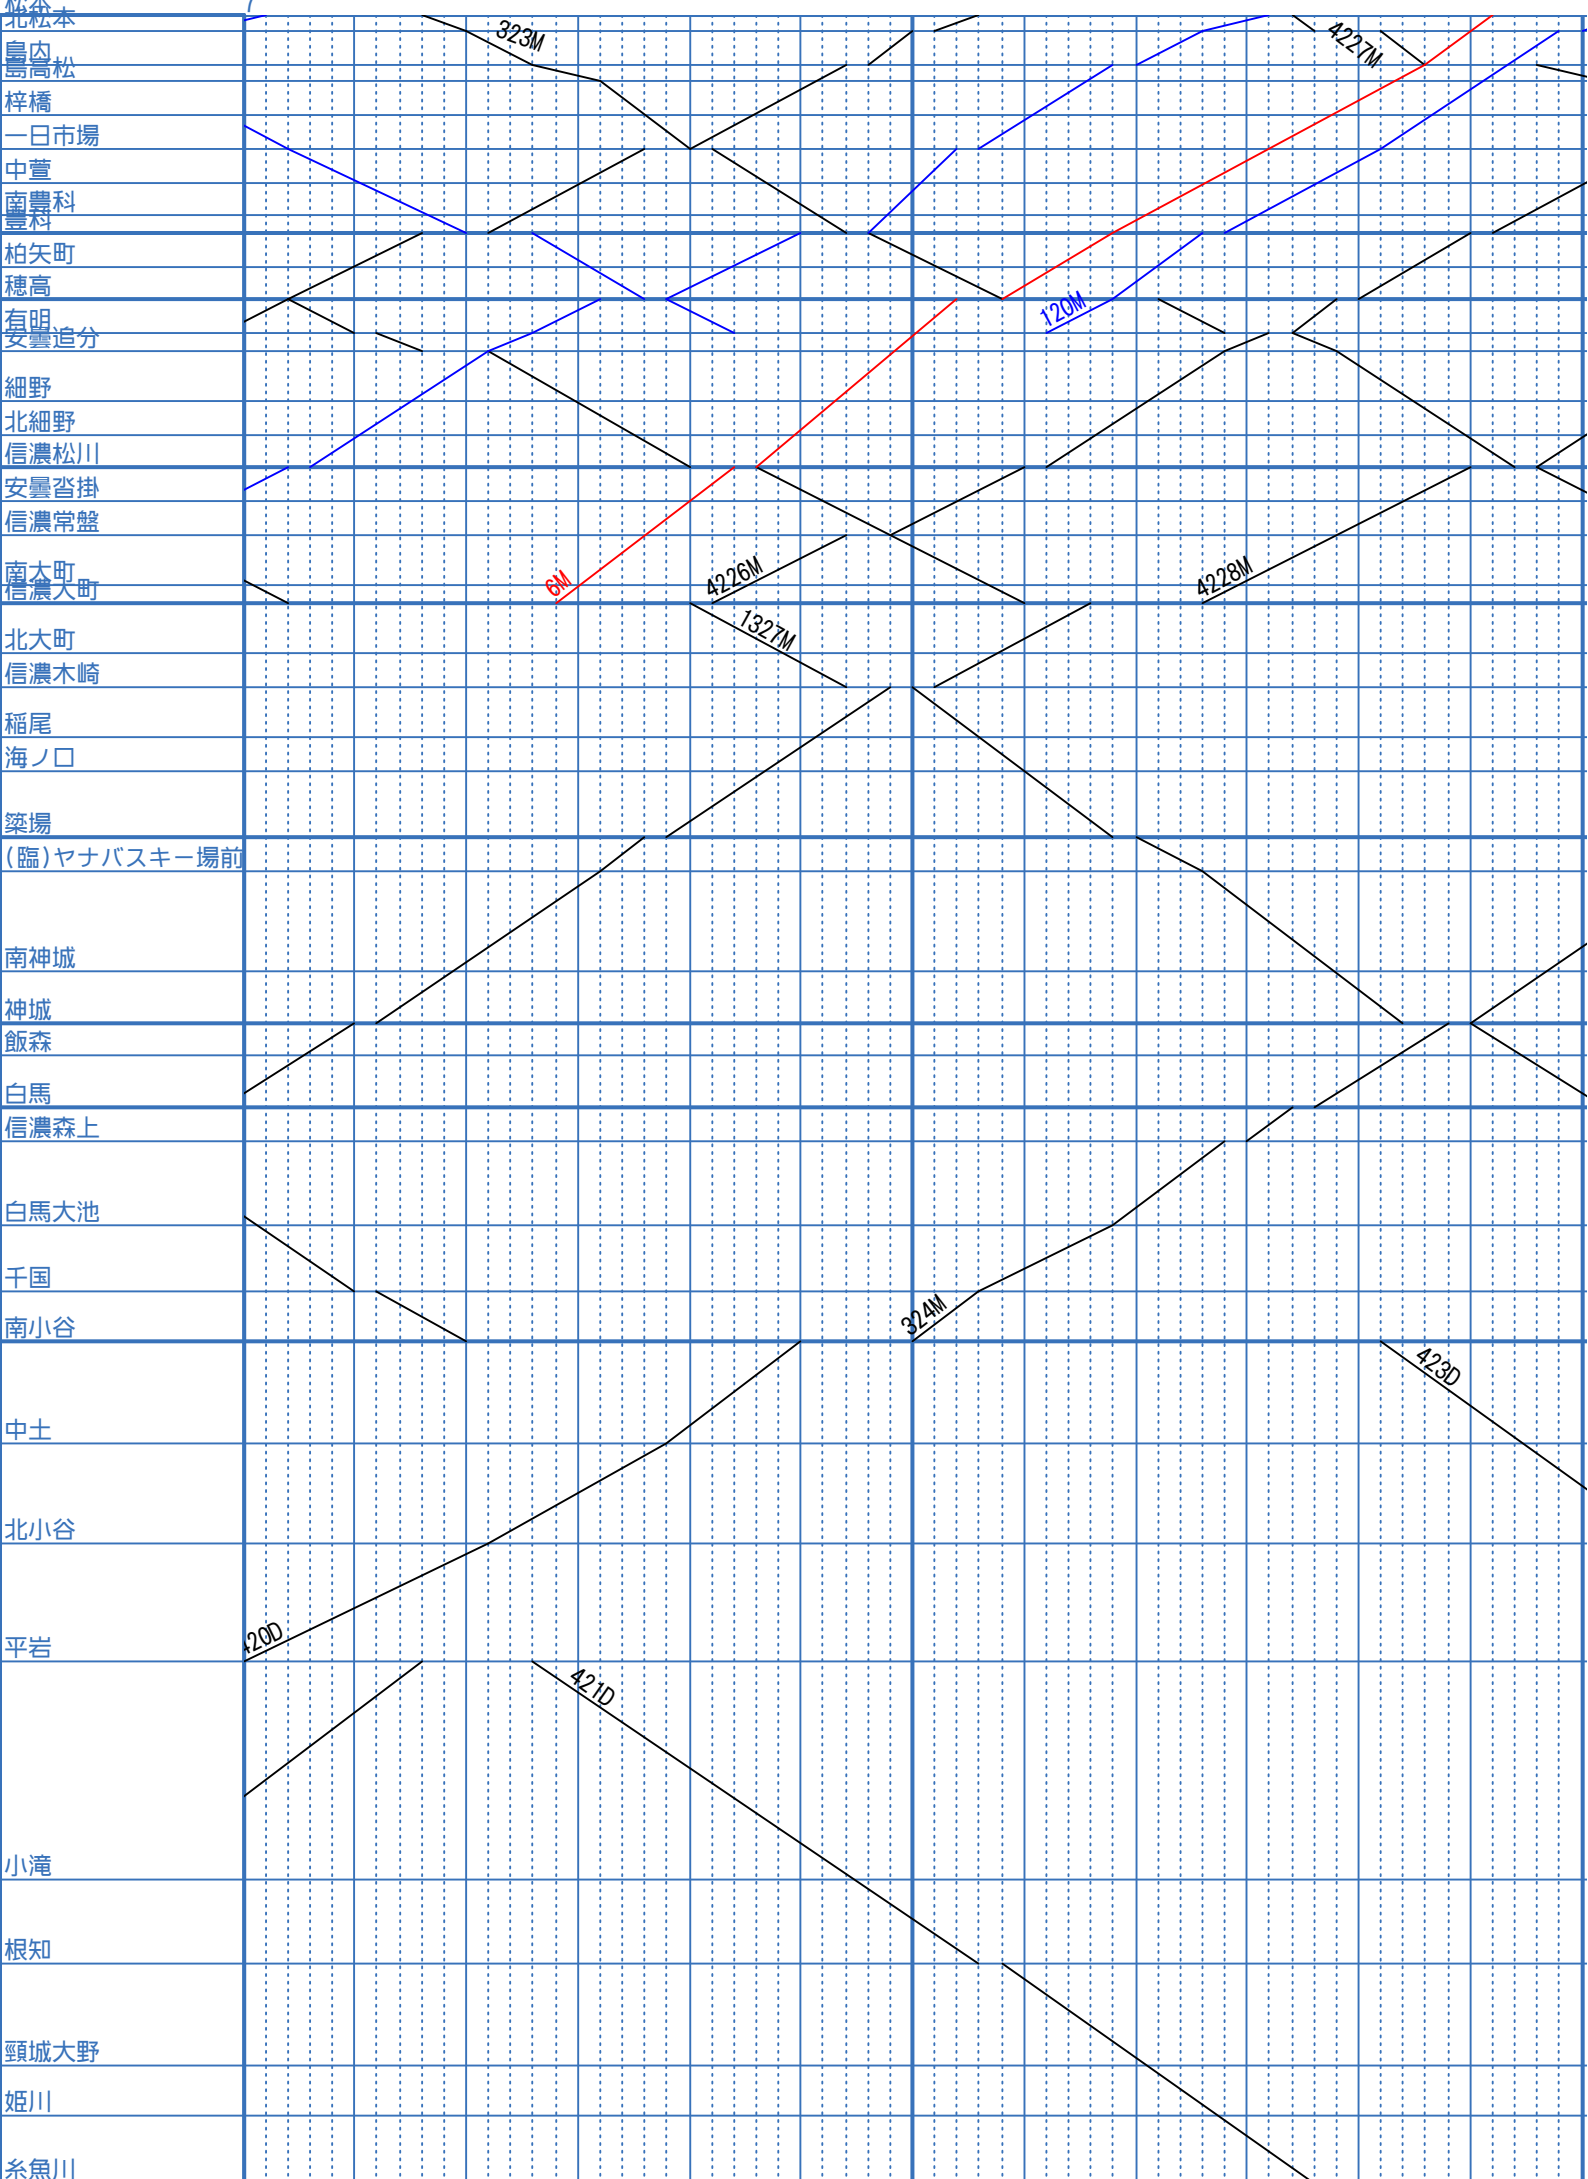 松本
7
北松本
島内
島高松
梓橋
一日市場
中萱
南豊科
豊科
柏矢町
穂高
有明
安曇追分
細野
北細野
信濃松川
安曇沓掛
信濃常盤
南大町
信濃大町
北大町
信濃木崎
稲尾
海ノ口
簗場
(臨)ヤナバスキー場前
南神城
神城
飯森
白馬
信濃森上
白馬大池
千国
南小谷
中土
北小谷
平岩
小滝
根知
頸城大野
姫川
糸魚川
323M
4227M
120M
6M
4226M
4228M
1327M
324M
423D
420D
421D